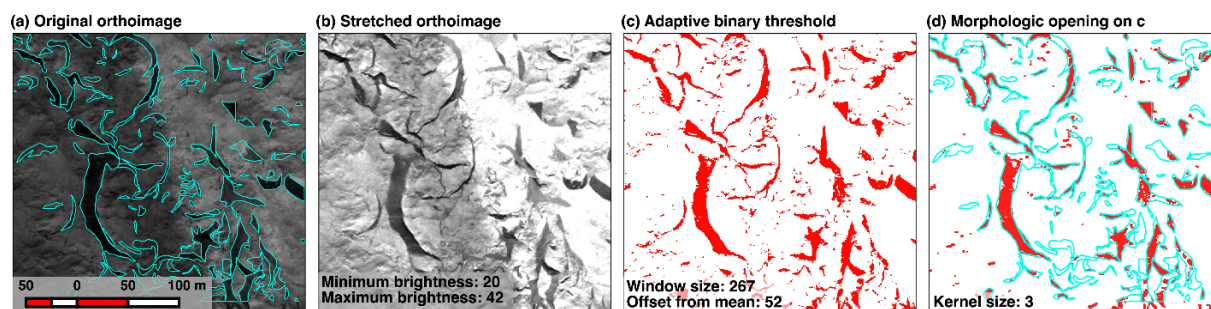 (a) Original orthoimage
(b) Stretched orthoimage
(c) Adaptive binary threshold
(d) Morphologic opening on c
50 0 50 100 m
Minimum brightness: 20
Maximum brightness: 42
Window size: 267
Offset from mean: 52
Kernel size: 3